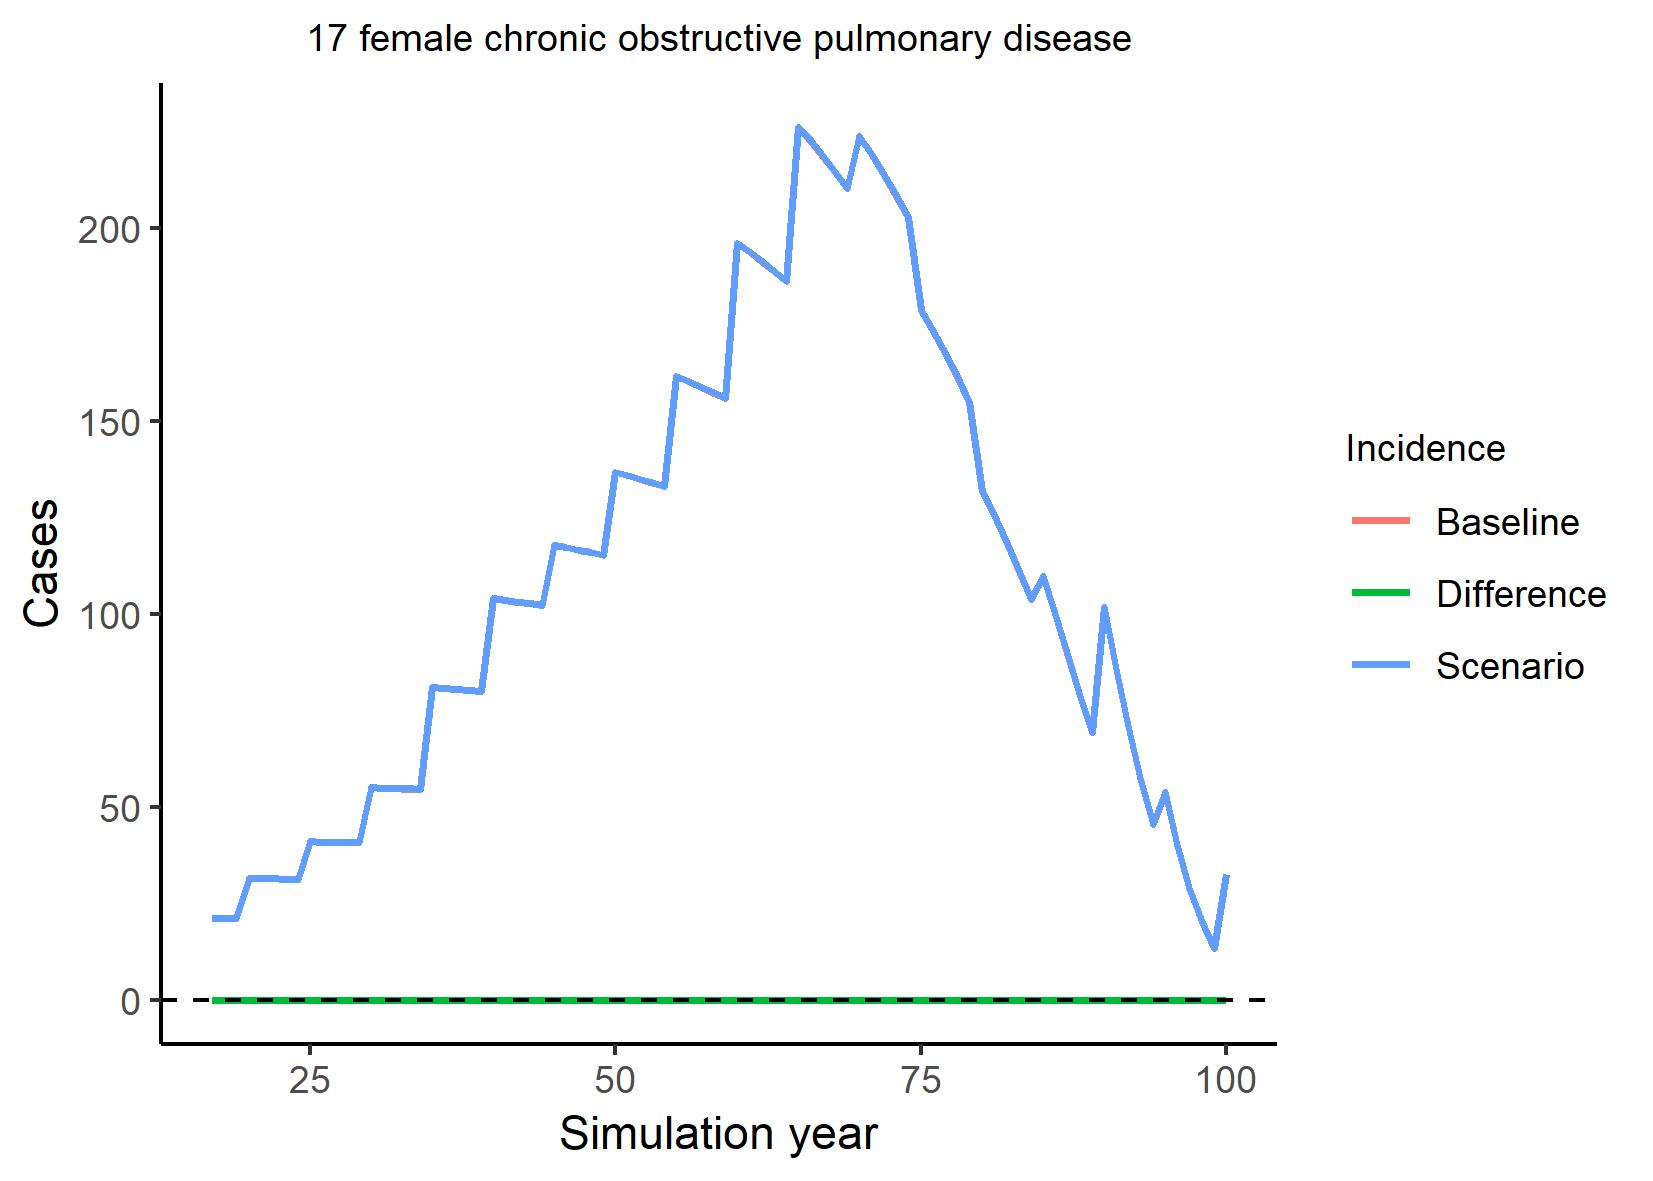 17 female chronic obstructive pulmonary disease
Cases
200
150
100
50
0
25 50 75 100
Simulation year
Incidence
Baseline
Difference
Scenario